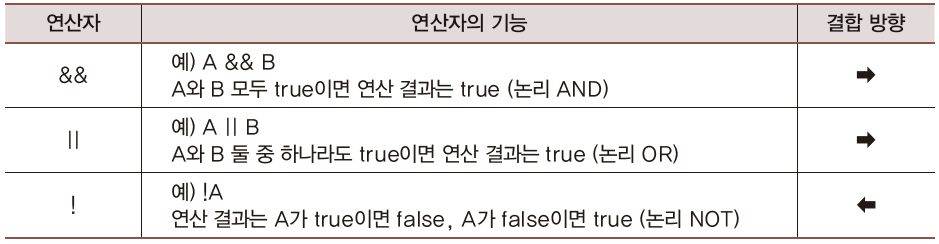 연산자 연산자의 기능 결합 방향
&& 예) A && B ➡
A와 B 모두 true이면 연산 결과는 true (논리 AND)
|| 예) A || B ➡
A와 B 둘 중 하나라도 true이면 연산 결과는 true (논리 OR)
! 예) !A ⬅
연산 결과는 A가 true이면 false, A가 false이면 true (논리 NOT)